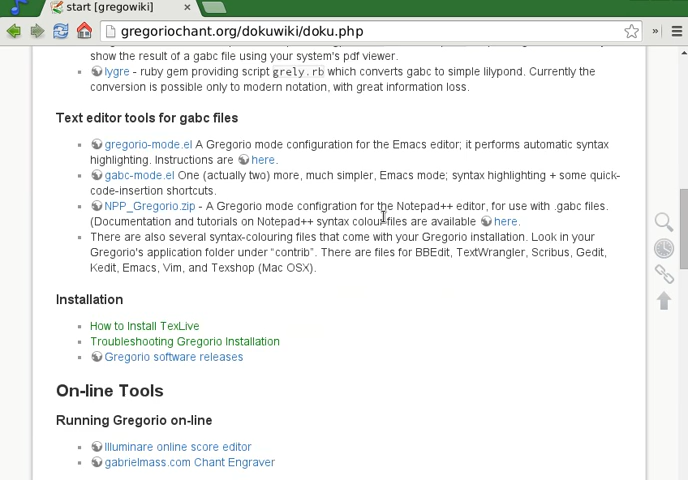 start [gregowiki]
gregoriochant.org/dokuwiki/doku.php
show the result of a gabc file using your system's pdf viewer.
lygre - ruby gem providing script grely.rb which converts gabc to simple lilypond. Currently the
conversion is possible only to modern notation, with great information loss.
Text editor tools for gabc files
gregorio-mode.el A Gregorio mode configuration for the Emacs editor; it performs automatic syntax
highlighting. Instructions are here.
gabc-mode.el One (actually two) more, much simpler, Emacs mode; syntax highlighting + some quick-
code-insertion shortcuts.
NPP_Gregorio.zip - A Gregorio mode configration for the Notepad++ editor, for use with .gabc files.
(Documentation and tutorials on Notepad++ syntax colour files are available here.
There are also several syntax-colouring files that come with your Gregorio installation. Look in your
Gregorio's application folder under “contrib”. There are files for BBEdit, TextWrangler, Scribus, Gedit,
Kedit, Emacs, Vim, and Texshop (Mac OSX).
Installation
How to Install TexLive
Troubleshooting Gregorio Installation
Gregorio software releases
On-line Tools
Running Gregorio on-line
Illuminare online score editor
gabrielmass.com Chant Engraver